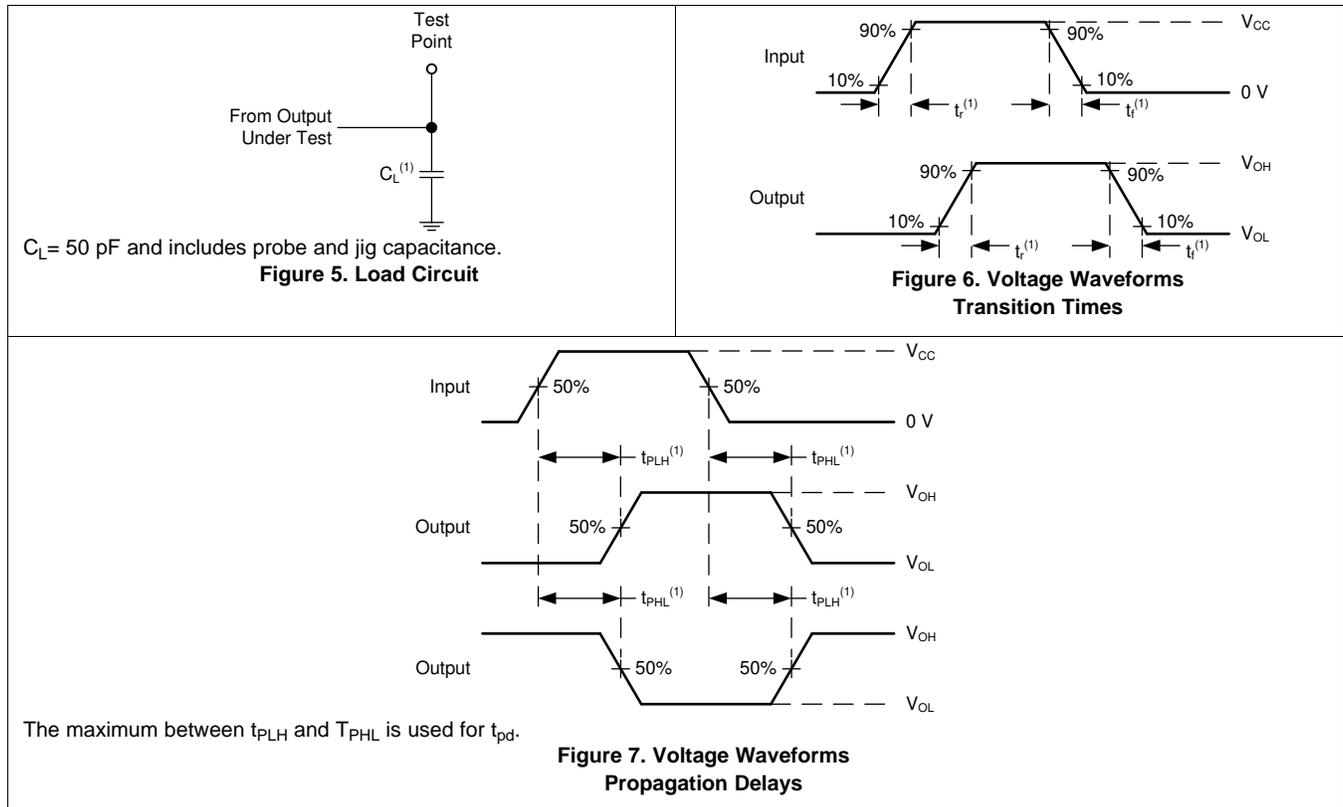 Test
Point
From Output
Under Test
C_L^(1)
C_L= 50 pF and includes probe and jig capacitance.
Figure 5. Load Circuit
V_CC
90%
90%
Input
10%
10%
0 V
t_r^(1)
t_f^(1)
V_OH
90%
90%
Output
10%
10%
V_OL
t_r^(1)
t_f^(1)
Figure 6. Voltage Waveforms
Transition Times
V_CC
Input
50%
50%
0 V
t_PLH^(1)
t_PHL^(1)
V_OH
Output
50%
50%
V_OL
t_PHL^(1)
t_PLH^(1)
V_OH
Output
50%
50%
V_OL
The maximum between t_PLH and T_PHL is used for t_pd.
Figure 7. Voltage Waveforms
Propagation Delays